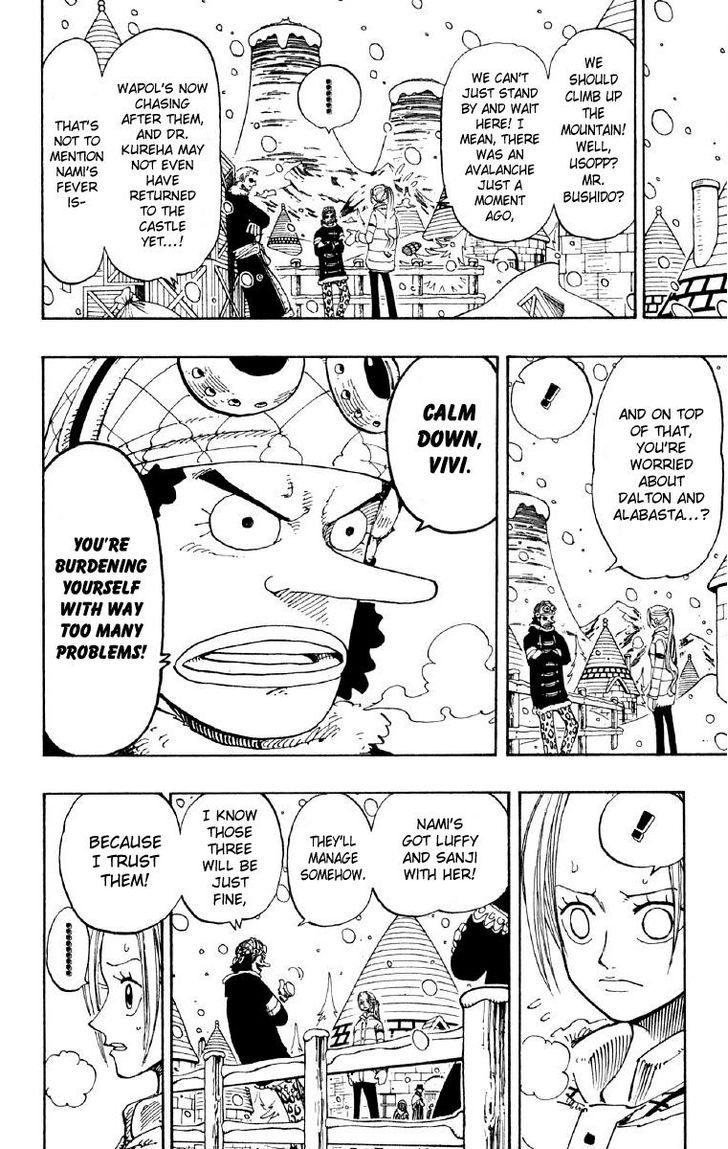 WE
SHOULD
CLIMB UP
THE
MOUNTAIN!
WELL,
USOPP?
MR.
BUSHIDO?
WE CAN'T
JUST STAND
BY AND WAIT
HERE! I
MEAN, THERE
WAS AN
AVALANCHE
JUST A
MOMENT
AGO,
!!!!!
WAPOL'S NOW
CHASING
AFTER THEM,
AND DR.
KUREHA MAY
NOT EVEN
HAVE
RETURNED
TO THE
CASTLE
YET...!
THAT'S
NOT TO
MENTION
NAMI'S
FEVER
IS-
AND ON TOP
OF THAT,
YOU'RE
WORRIED
ABOUT
DALTON AND
ALABASTA...?
!
CALM
DOWN,
VIVI.
YOU'RE
BURDENING
YOURSELF
WITH WAY
TOO MANY
PROBLEMS!
!
NAMI'S
GOT LUFFY
AND SANJI
WITH HER!
THEY'LL
MANAGE
SOMEHOW.
I KNOW
THOSE
THREE
WILL BE
JUST
FINE,
BECAUSE
I TRUST
THEM!
........